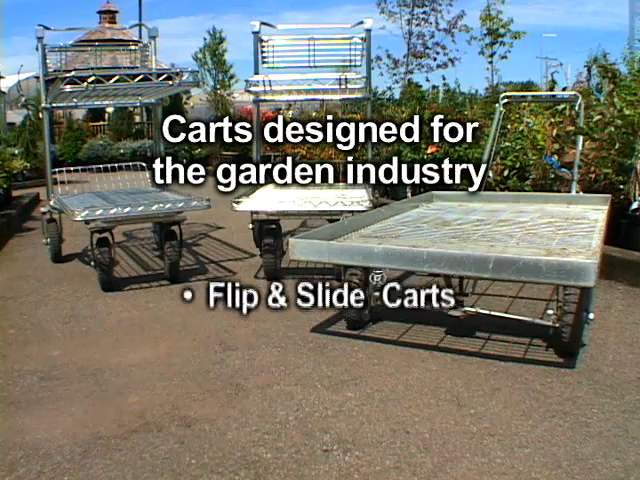 Carts designed for
the garden industry
• Flip & Slide Carts